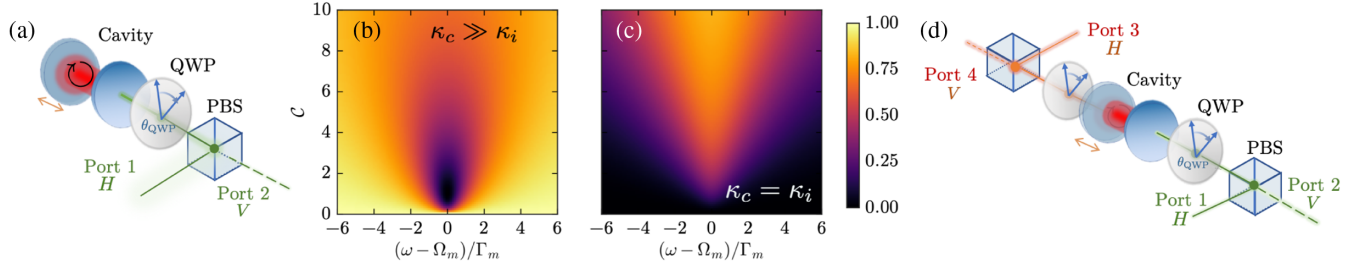 (a)
Cavity
QWP
PBS
θQWP
Port 1
H
Port 2
V
(b)
κc ≫ κi
10
8
6
4
2
0
𝒞
−6 −4 −2 0 2 4 6
(ω − Ωm)/Γm
(c)
κc = κi
−6 −4 −2 0 2 4 6
(ω − Ωm)/Γm
1.00
0.75
0.50
0.25
0.00
(d)
Port 3
H
Port 4
V
Cavity
QWP
PBS
θQWP
Port 1
H
Port 2
V